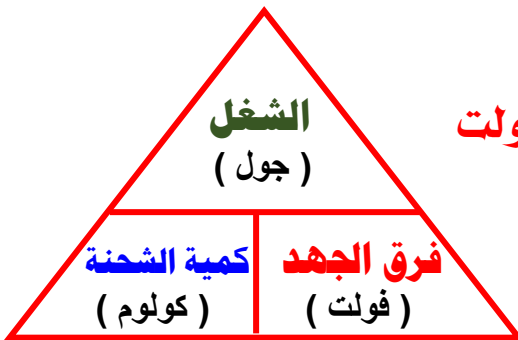 الشغل
( جول )
كمية الشحنة
( كولوم )
فرق الجهد
( فولت )